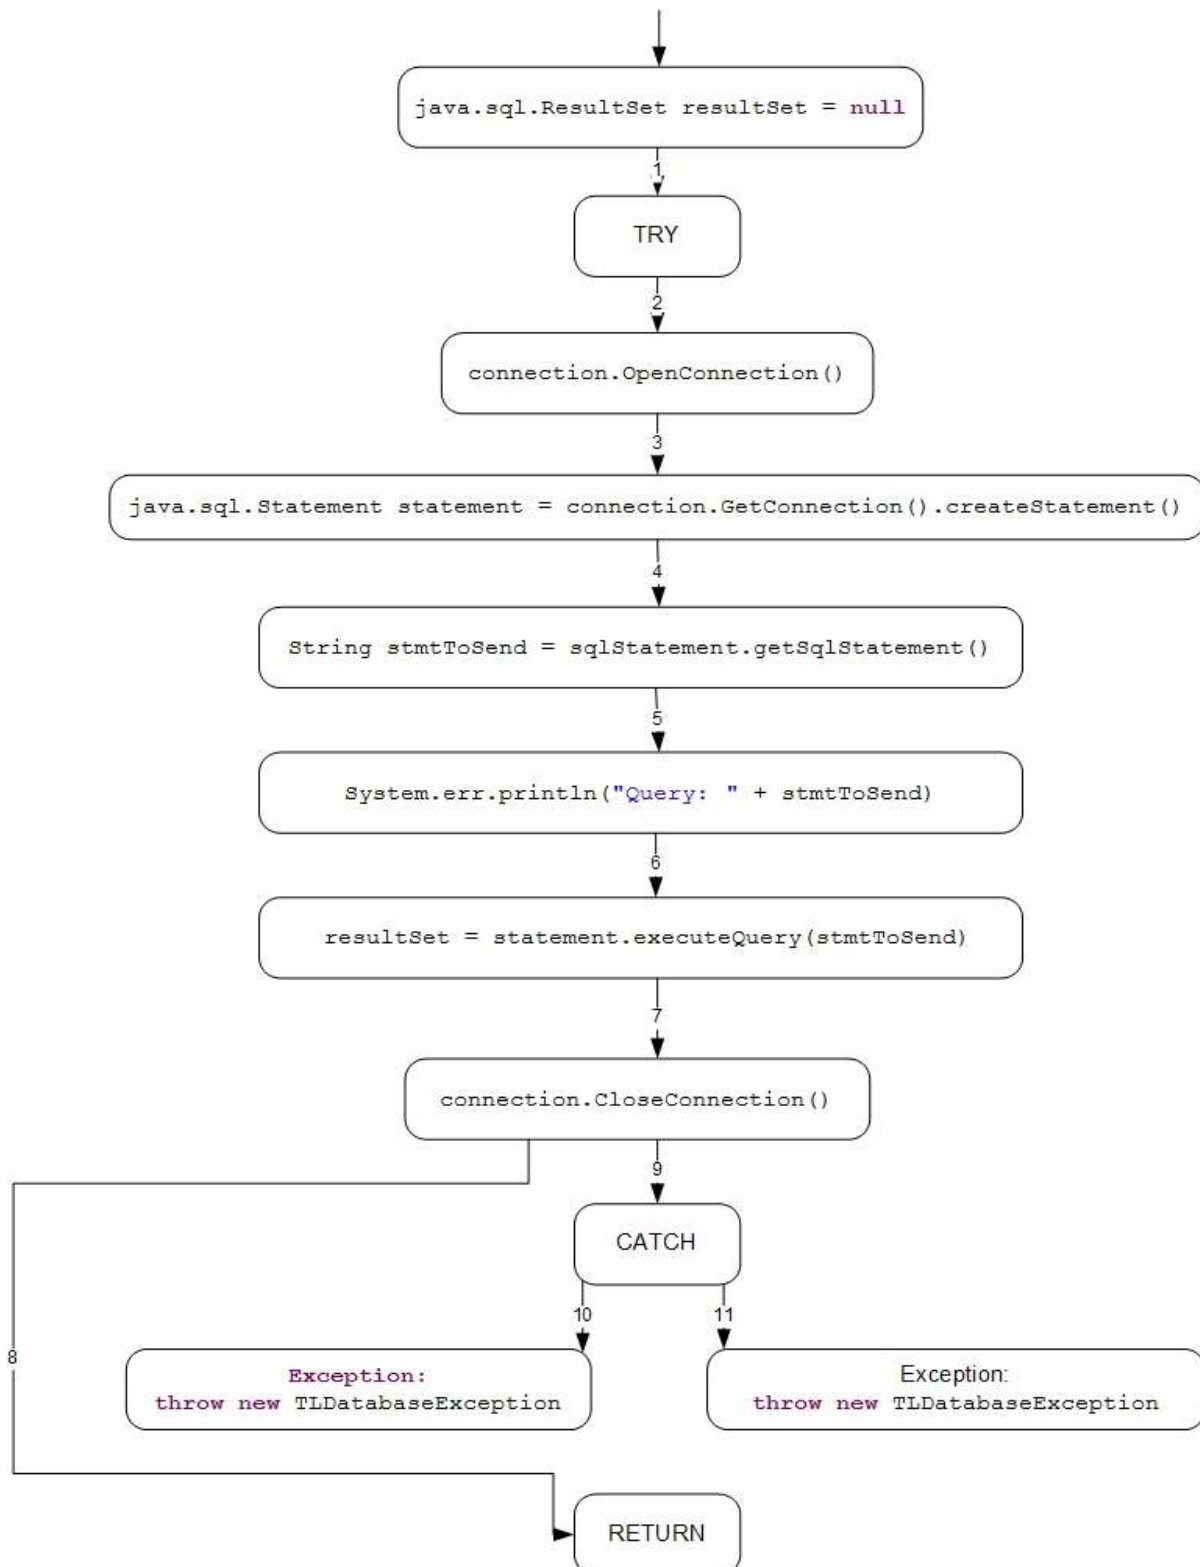 java.sql.ResultSet resultSet = null
1
TRY
2
connection.OpenConnection()
3
java.sql.Statement statement = connection.GetConnection().createStatement()
4
String stmtToSend = sqlStatement.getSqlStatement()
5
System.err.println("Query: " + stmtToSend)
6
resultSet = statement.executeQuery(stmtToSend)
7
connection.CloseConnection()
9
CATCH
10
11
8
Exception:
throw new TLDatabaseException
Exception:
throw new TLDatabaseException
RETURN